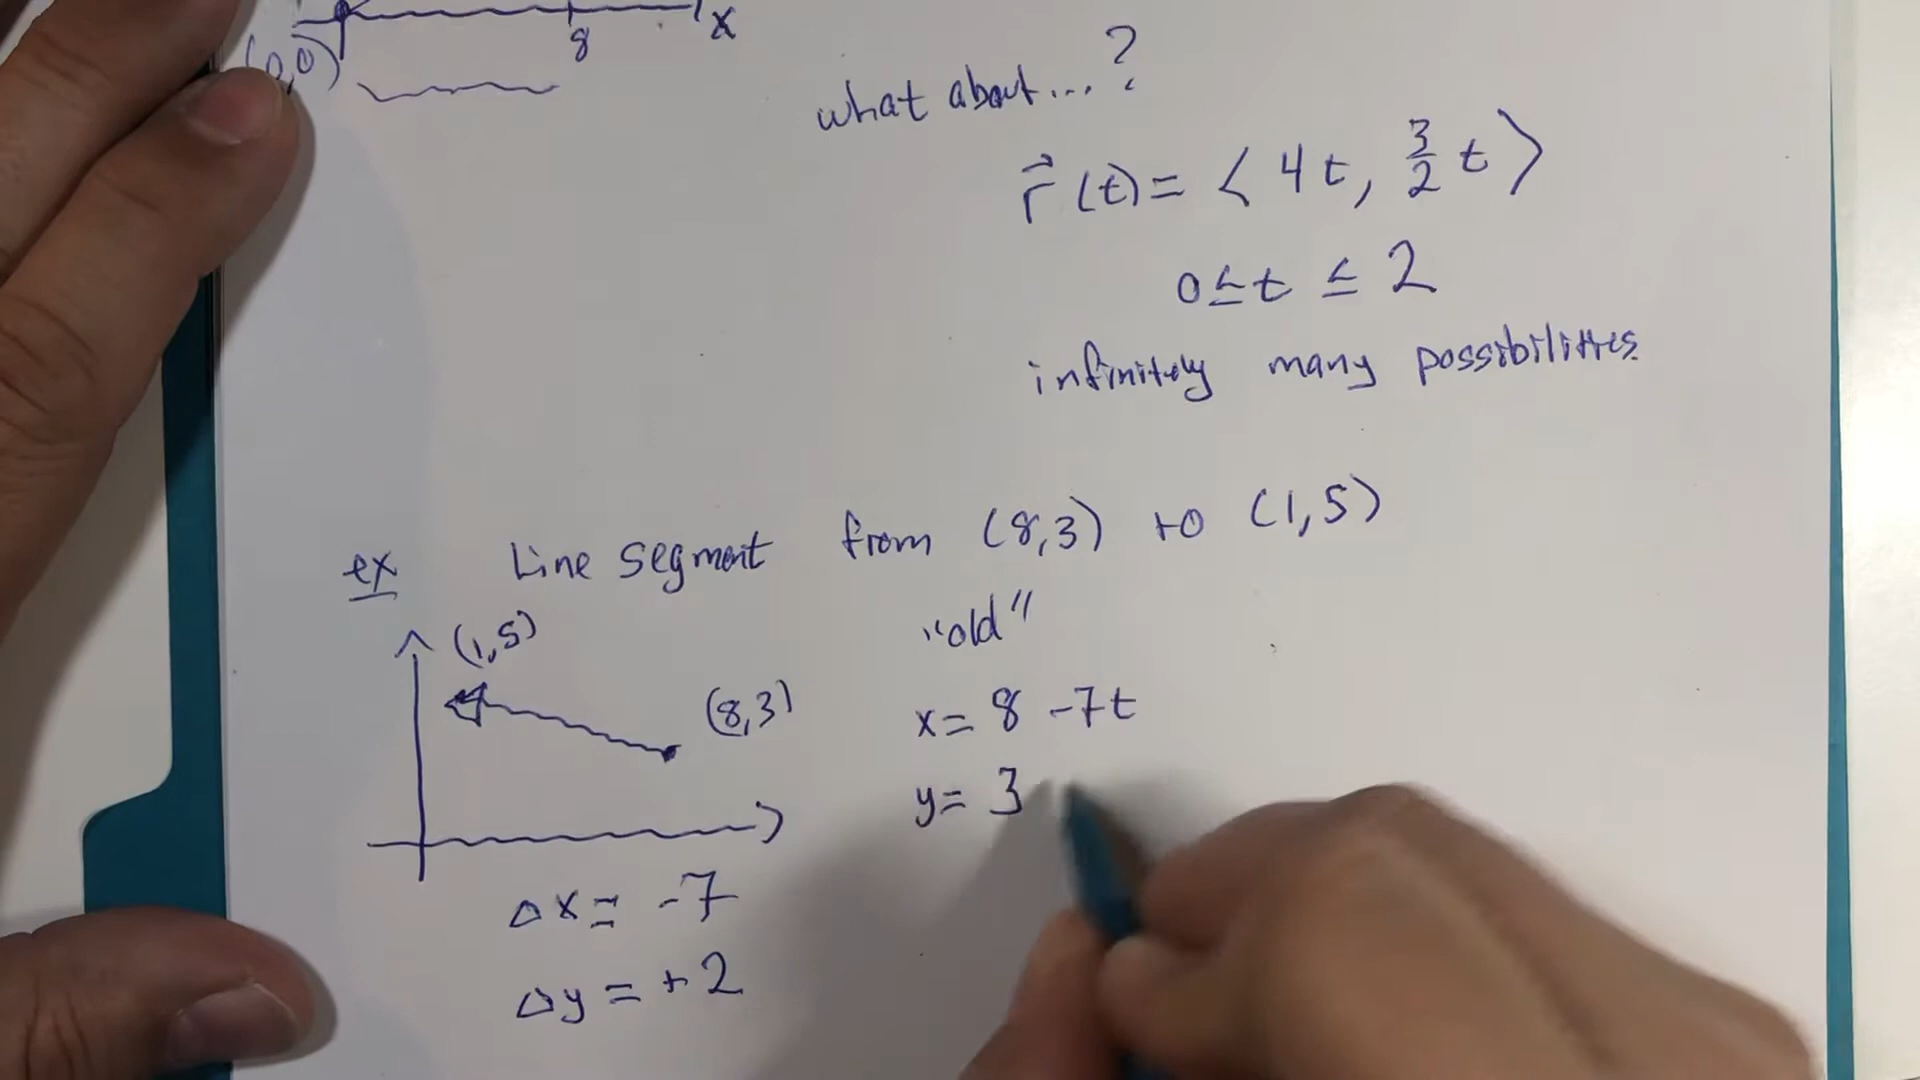 8 x
(0,0)
what about...?
r⃗(t) = ⟨4t, 3/2 t⟩
0 ≤ t ≤ 2
infinitely many possibilities
ex Line segment from (8,3) to (1,5)
(1,5)
(8,3)
"old"
x = 8 -7t
y = 3
Δx = -7
Δy = +2